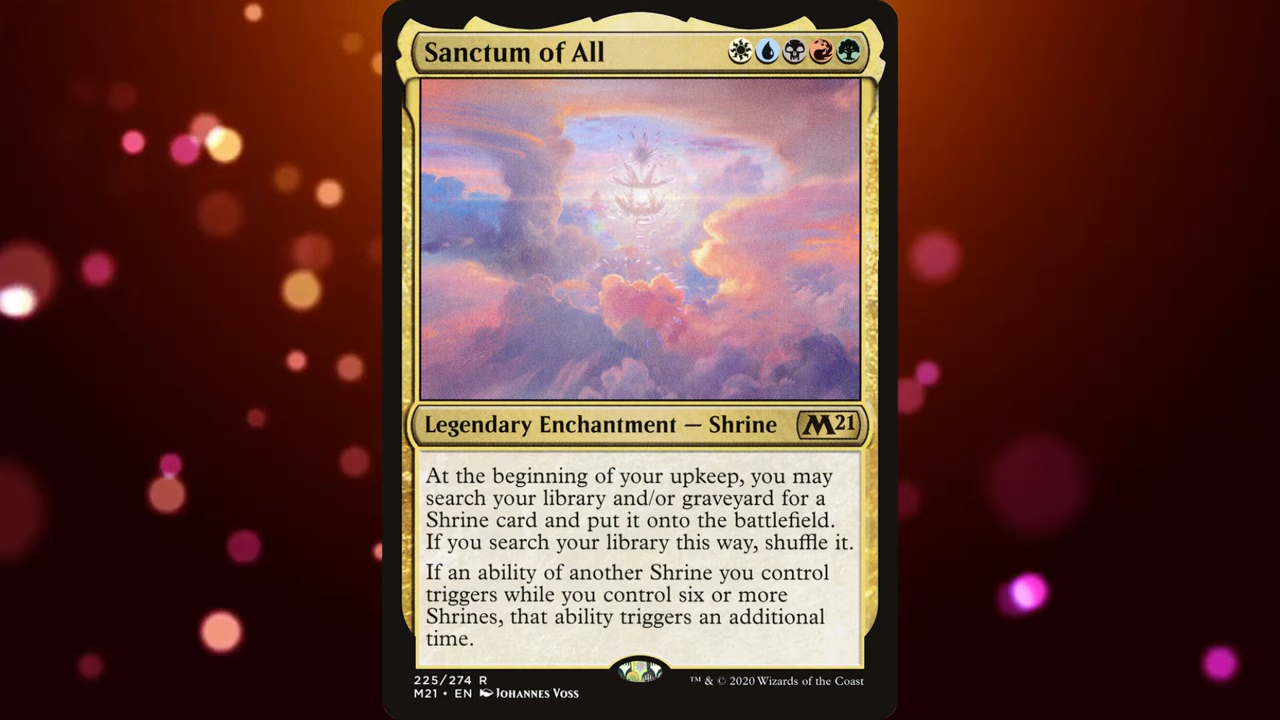 Sanctum of All
Legendary Enchantment — Shrine
M21
At the beginning of your upkeep, you may
search your library and/or graveyard for a
Shrine card and put it onto the battlefield.
If you search your library this way, shuffle it.
If an ability of another Shrine you control
triggers while you control six or more
Shrines, that ability triggers an additional
time.
225/274 R
M21 • EN Johannes Voss
™ & © 2020 Wizards of the Coast